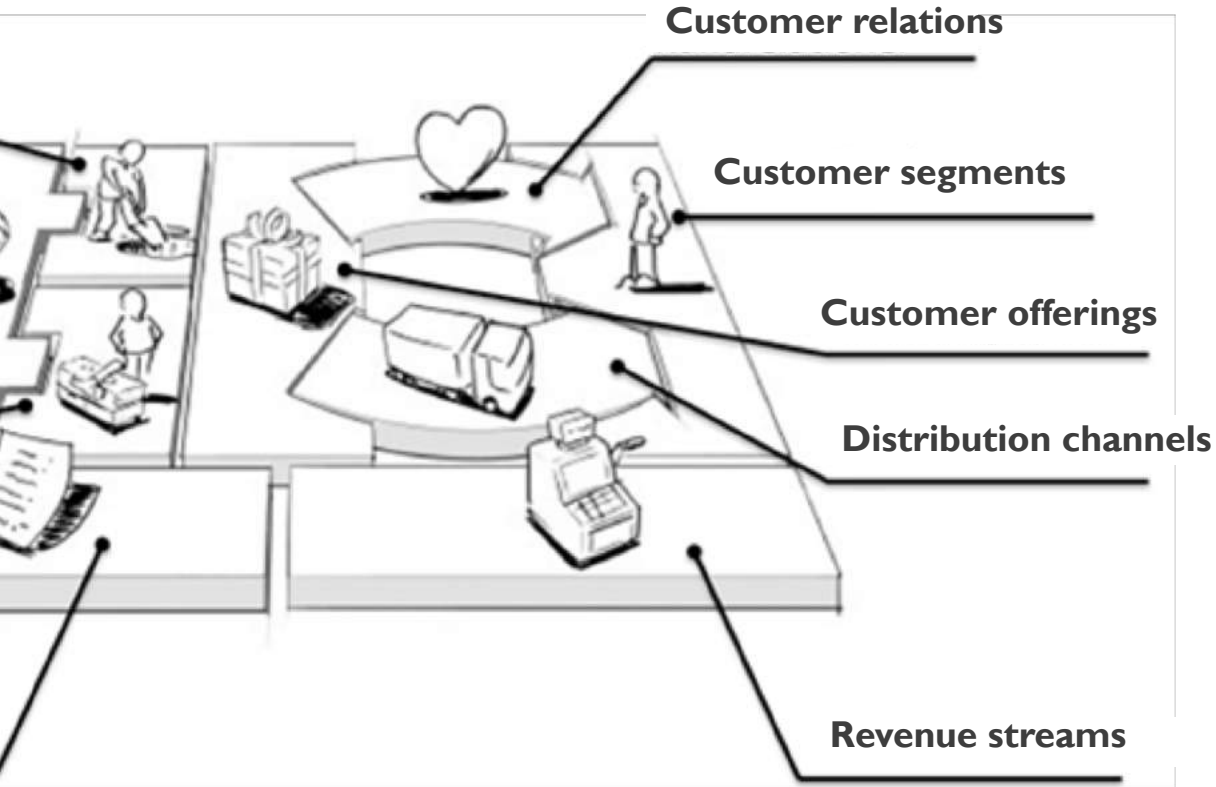 Customer relations
Customer segments
Customer offerings
Distribution channels
Revenue streams